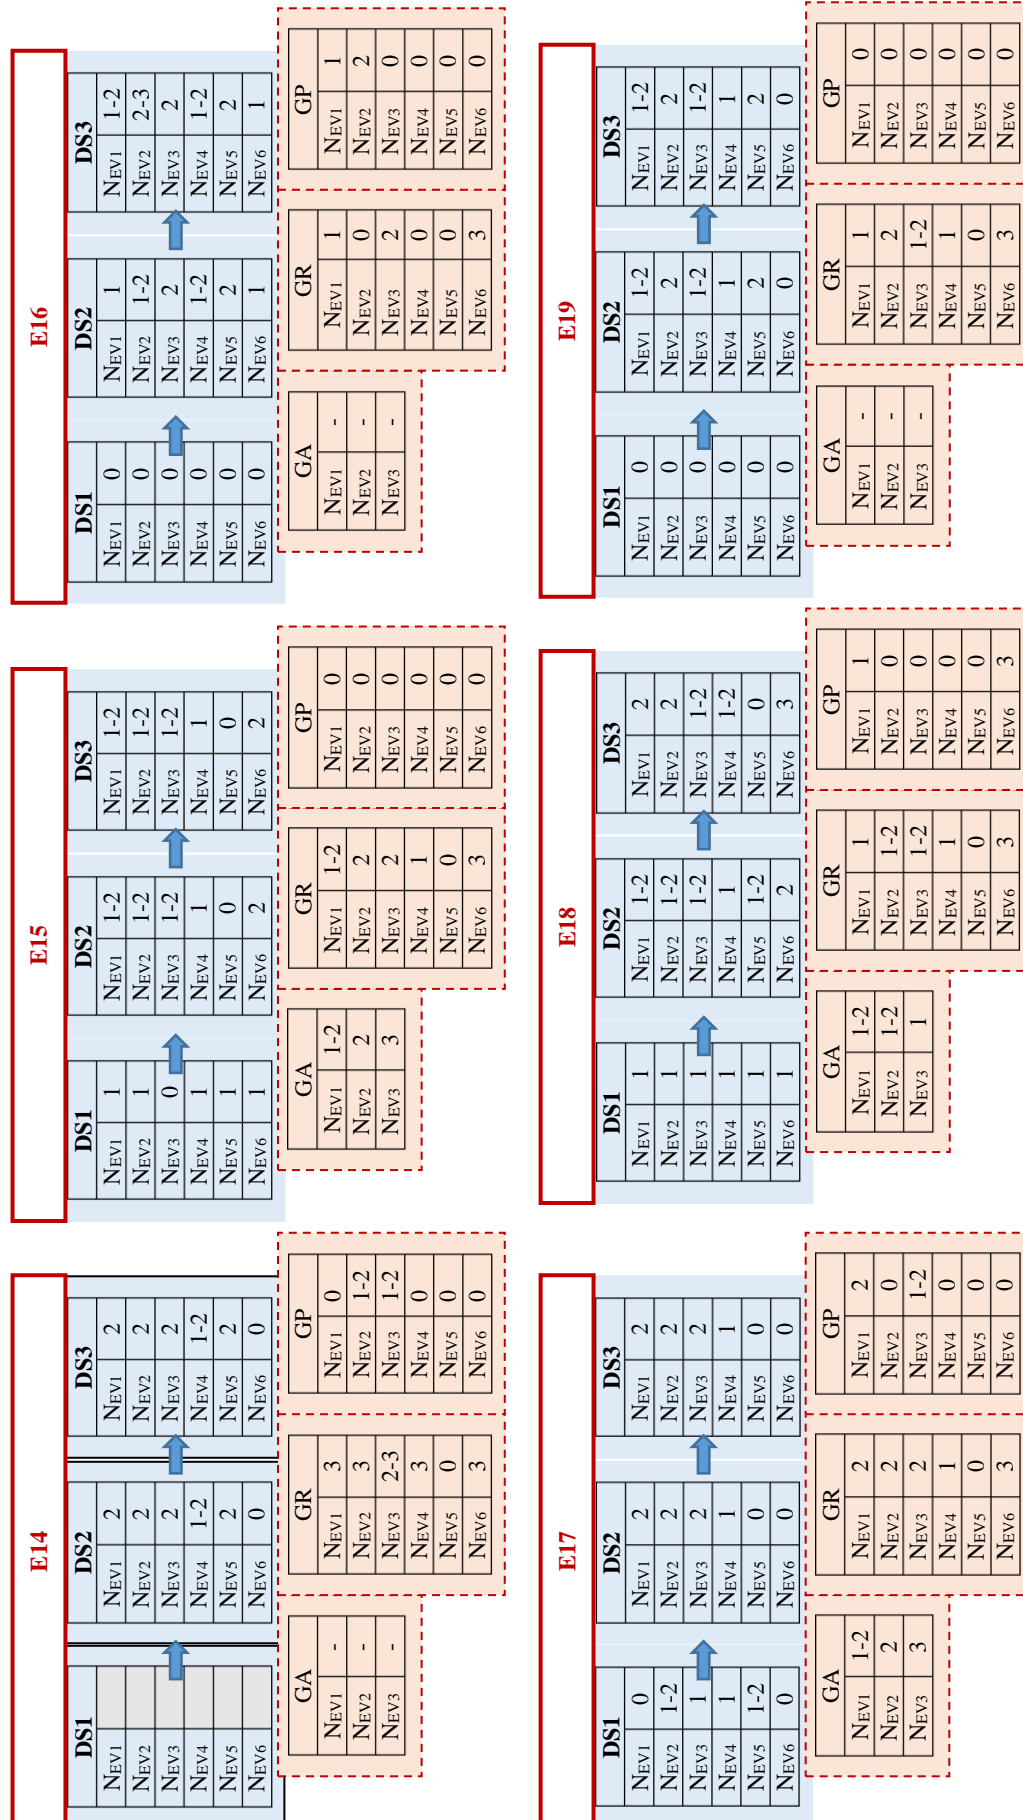 E14
DS1
NEV1
NEV2
NEV3
NEV4
NEV5
NEV6
DS2
NEV1 2
NEV2 2
NEV3 2
NEV4 1-2
NEV5 2
NEV6 0
DS3
NEV1 2
NEV2 2
NEV3 2
NEV4 1-2
NEV5 2
NEV6 0
GA
NEV1 -
NEV2 -
NEV3 -
GR
NEV1 3
NEV2 3
NEV3 2-3
NEV4 3
NEV5 0
NEV6 3
GP
NEV1 0
NEV2 1-2
NEV3 1-2
NEV4 0
NEV5 0
NEV6 0
E15
DS1
NEV1 1
NEV2 1
NEV3 0
NEV4 1
NEV5 1
NEV6 1
DS2
NEV1 1-2
NEV2 1-2
NEV3 1-2
NEV4 1
NEV5 0
NEV6 2
DS3
NEV1 1-2
NEV2 1-2
NEV3 1-2
NEV4 1
NEV5 0
NEV6 2
GA
NEV1 1-2
NEV2 2
NEV3 3
GR
NEV1 1-2
NEV2 2
NEV3 2
NEV4 1
NEV5 0
NEV6 3
GP
NEV1 0
NEV2 0
NEV3 0
NEV4 0
NEV5 0
NEV6 0
E16
DS1
NEV1 0
NEV2 0
NEV3 0
NEV4 0
NEV5 0
NEV6 0
DS2
NEV1 1
NEV2 1-2
NEV3 2
NEV4 1-2
NEV5 2
NEV6 1
DS3
NEV1 1-2
NEV2 2-3
NEV3 2
NEV4 1-2
NEV5 2
NEV6 1
GA
NEV1 -
NEV2 -
NEV3 -
GR
NEV1 1
NEV2 0
NEV3 2
NEV4 0
NEV5 0
NEV6 3
GP
NEV1 1
NEV2 2
NEV3 0
NEV4 0
NEV5 0
NEV6 0
E17
DS1
NEV1 0
NEV2 1-2
NEV3 1
NEV4 1
NEV5 1-2
NEV6 0
DS2
NEV1 2
NEV2 2
NEV3 2
NEV4 1
NEV5 0
NEV6 0
DS3
NEV1 2
NEV2 2
NEV3 2
NEV4 1
NEV5 0
NEV6 0
GA
NEV1 1-2
NEV2 2
NEV3 3
GR
NEV1 2
NEV2 2
NEV3 2
NEV4 1
NEV5 0
NEV6 3
GP
NEV1 2
NEV2 0
NEV3 1-2
NEV4 0
NEV5 0
NEV6 0
E18
DS1
NEV1 1
NEV2 1
NEV3 1
NEV4 1
NEV5 1
NEV6 1
DS2
NEV1 1-2
NEV2 1-2
NEV3 1-2
NEV4 1
NEV5 1-2
NEV6 2
DS3
NEV1 2
NEV2 2
NEV3 1-2
NEV4 1-2
NEV5 0
NEV6 3
GA
NEV1 1-2
NEV2 1-2
NEV3 1
GR
NEV1 1
NEV2 1-2
NEV3 1-2
NEV4 1
NEV5 0
NEV6 3
GP
NEV1 1
NEV2 0
NEV3 0
NEV4 0
NEV5 0
NEV6 3
E19
DS1
NEV1 0
NEV2 0
NEV3 0
NEV4 0
NEV5 0
NEV6 0
DS2
NEV1 1-2
NEV2 2
NEV3 1-2
NEV4 1
NEV5 2
NEV6 0
DS3
NEV1 1-2
NEV2 2
NEV3 1-2
NEV4 1
NEV5 2
NEV6 0
GA
NEV1 -
NEV2 -
NEV3 -
GR
NEV1 1
NEV2 2
NEV3 1-2
NEV4 1
NEV5 0
NEV6 3
GP
NEV1 0
NEV2 0
NEV3 0
NEV4 0
NEV5 0
NEV6 0